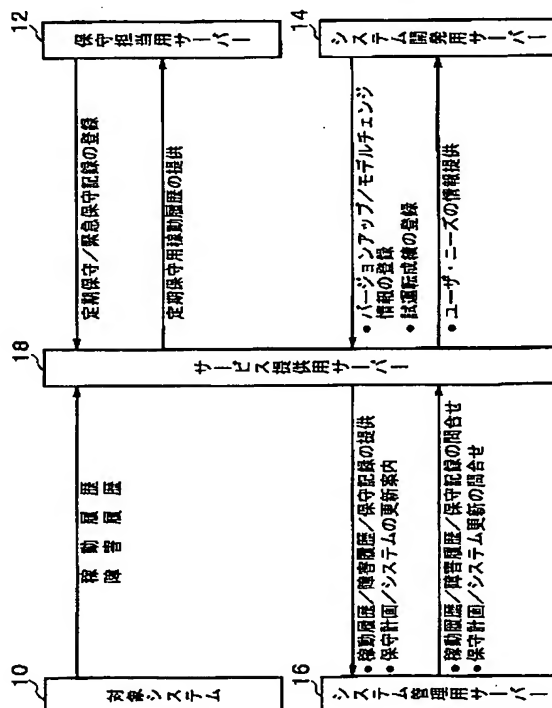 12
保守担当用サーバー
14
システム開発用サーバー
定期保守／緊急保守記録の登録
定期保守用稼動履歴の提供
● バージョンアップ／モデルチェンジ
情報の登録
● 試運転成績の登録
● ユーザ・ニーズの情報提供
18
サービス提供用サーバー
稼動履歴
障害履歴
● 稼動履歴／障害履歴／保守記録の提供
● 保守計画／システムの更新案内
● 稼動履歴／障害履歴／保守記録の問合せ
● 保守計画／システム更新の問合せ
10
対象システム
16
システム管理用サーバー